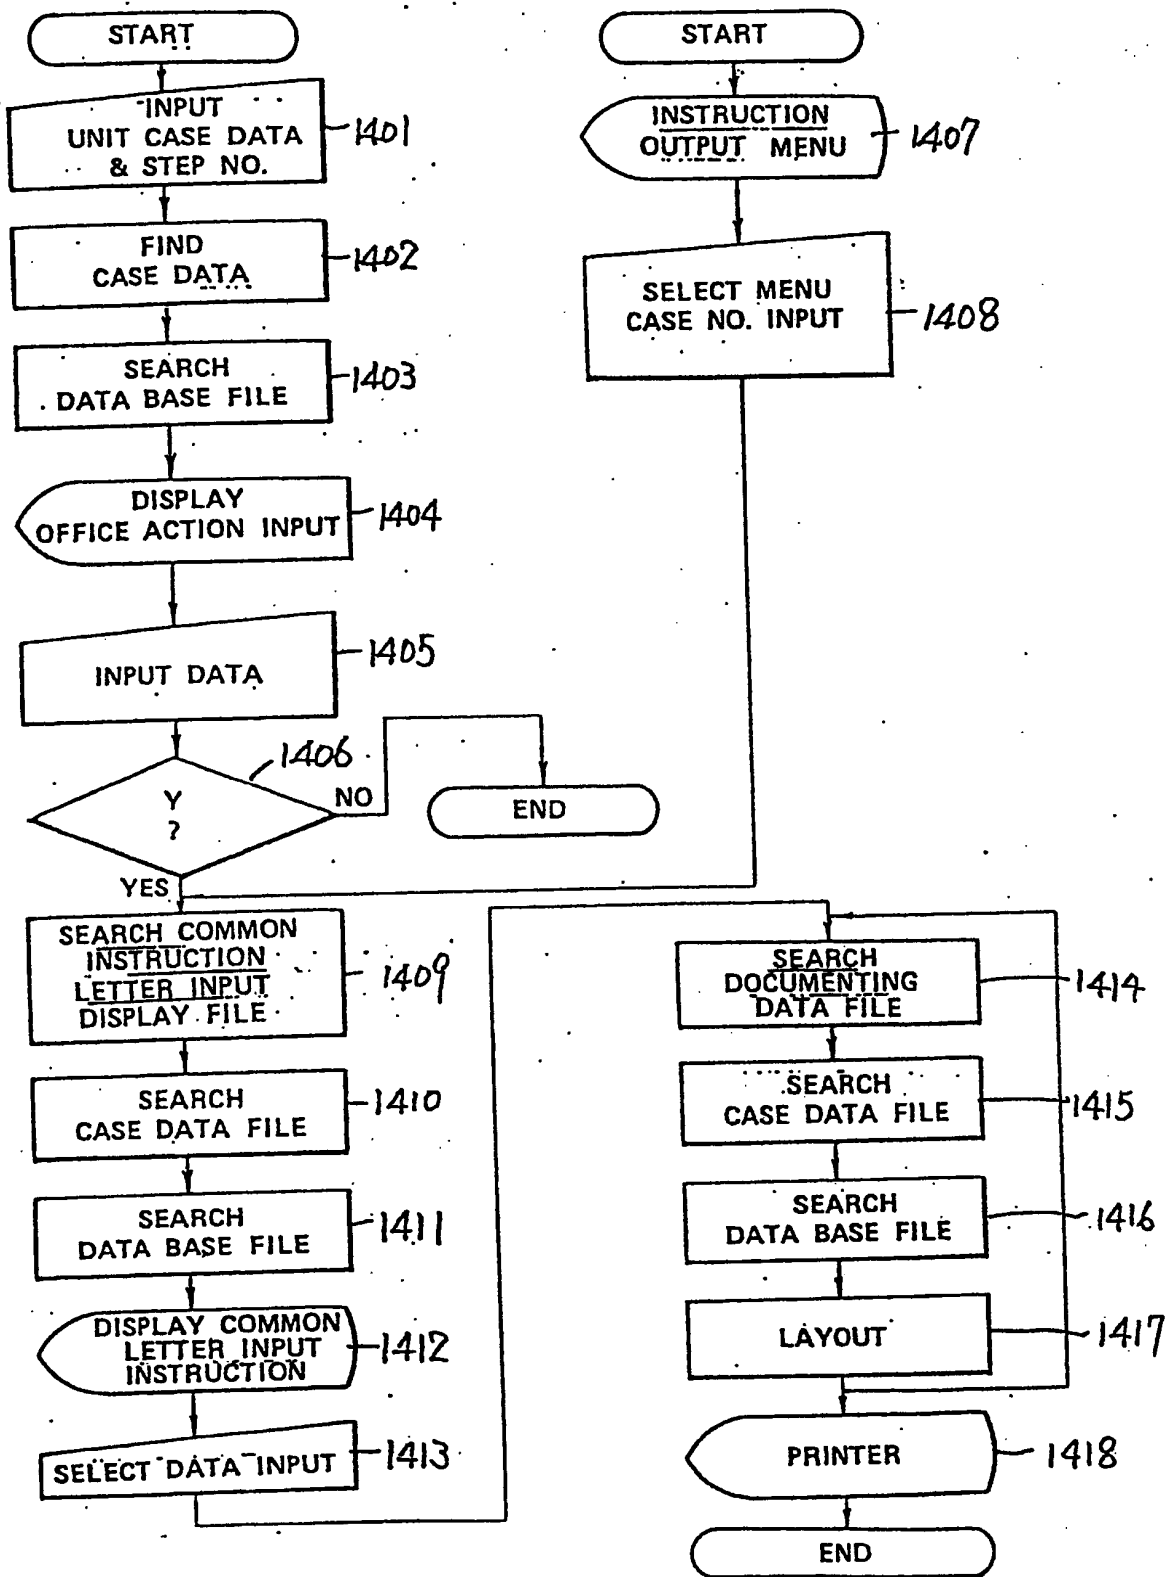 START
INPUT
UNIT CASE DATA
& STEP NO.
1401
FIND
CASE DATA
1402
SEARCH
DATA BASE FILE
1403
DISPLAY
OFFICE ACTION INPUT
1404
INPUT DATA
1405
Y
?
1406
NO
END
YES
START
INSTRUCTION
OUTPUT MENU
1407
SELECT MENU
CASE NO. INPUT
1408
SEARCH COMMON
INSTRUCTION
LETTER INPUT
DISPLAY FILE
1409
SEARCH
CASE DATA FILE
1410
SEARCH
DATA BASE FILE
1411
DISPLAY COMMON
LETTER INPUT
INSTRUCTION
1412
SELECT DATA INPUT
1413
SEARCH
DOCUMENTING
DATA FILE
1414
SEARCH
CASE DATA FILE
1415
SEARCH
DATA BASE FILE
1416
LAYOUT
1417
PRINTER
1418
END